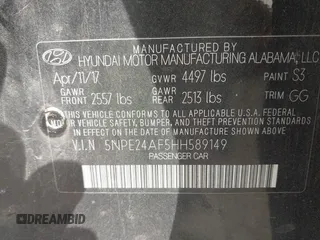 MANUFACTURED BY
HYUNDAI MOTOR MANUFACTURING ALABAMA, LLC
Apr/11/17 GVWR 4497 lbs PAINT S3
GAWR GAWR
FRONT 2557 lbs REAR 2513 lbs TRIM GG
THIS VEHICLE CONFORMS TO ALL APPLICABLE U.S.A. FEDERAL
MOTOR VEHICLE SAFETY, BUMPER, AND THEFT PREVENTION
STANDARDS IN EFFECT ON THE DATE OF MANUFACTURE SHOWN ABOVE.
V.I.N 5NPE24AF5HH589149
PASSENGER CAR
DREAMBID